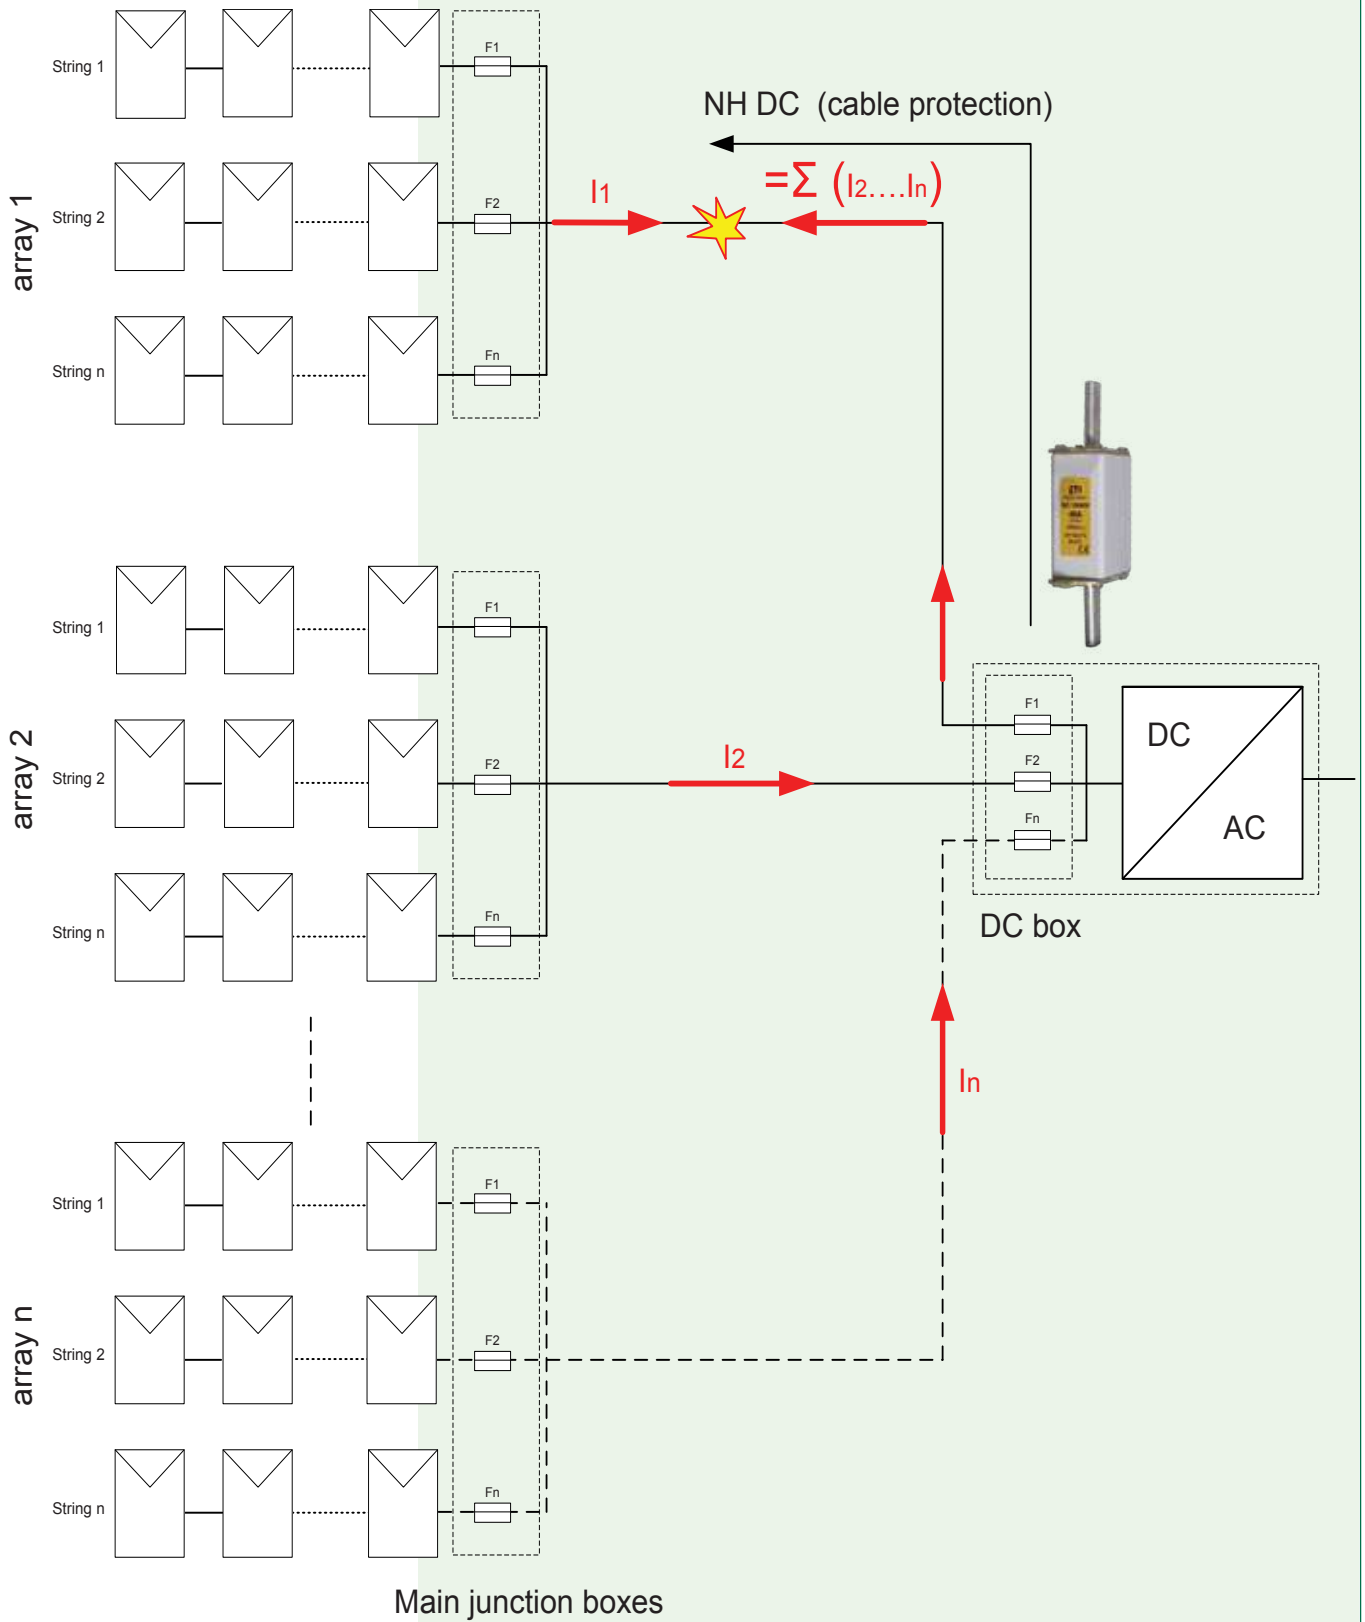 F1
String 1
NH DC (cable protection)
I1
=Σ (I2....In)
array 1
String 2
F2
Fn
String n
ETI
F1
String 1
F1
DC
array 2
String 2
F2
I2
F2
Fn
AC
String n
Fn
DC box
In
String 1
F1
array n
String 2
F2
String n
Fn
Main junction boxes